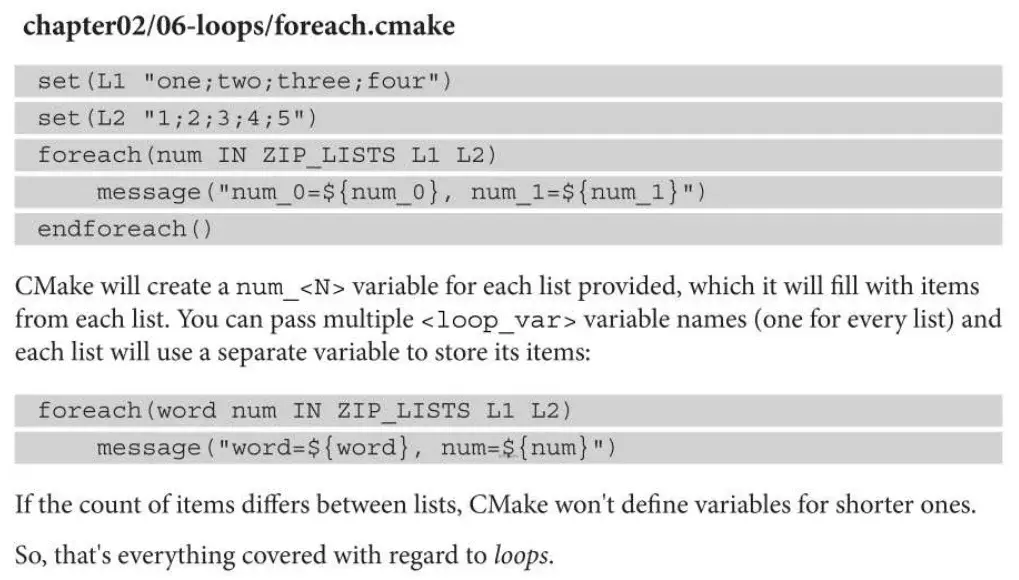 chapter02/06-loops/foreach.cmake
set(L1 "one;two;three;four")
set(L2 "1;2;3;4;5")
foreach(num IN ZIP_LISTS L1 L2)
    message("num_0=${num_0}, num_1=${num_1}")
endforeach()
CMake will create a num_<N> variable for each list provided, which it will fill with items
from each list. You can pass multiple <loop_var> variable names (one for every list) and
each list will use a separate variable to store its items:
foreach(word num IN ZIP_LISTS L1 L2)
    message("word=${word}, num=${num}")
If the count of items differs between lists, CMake won't define variables for shorter ones.
So, that's everything covered with regard to loops.